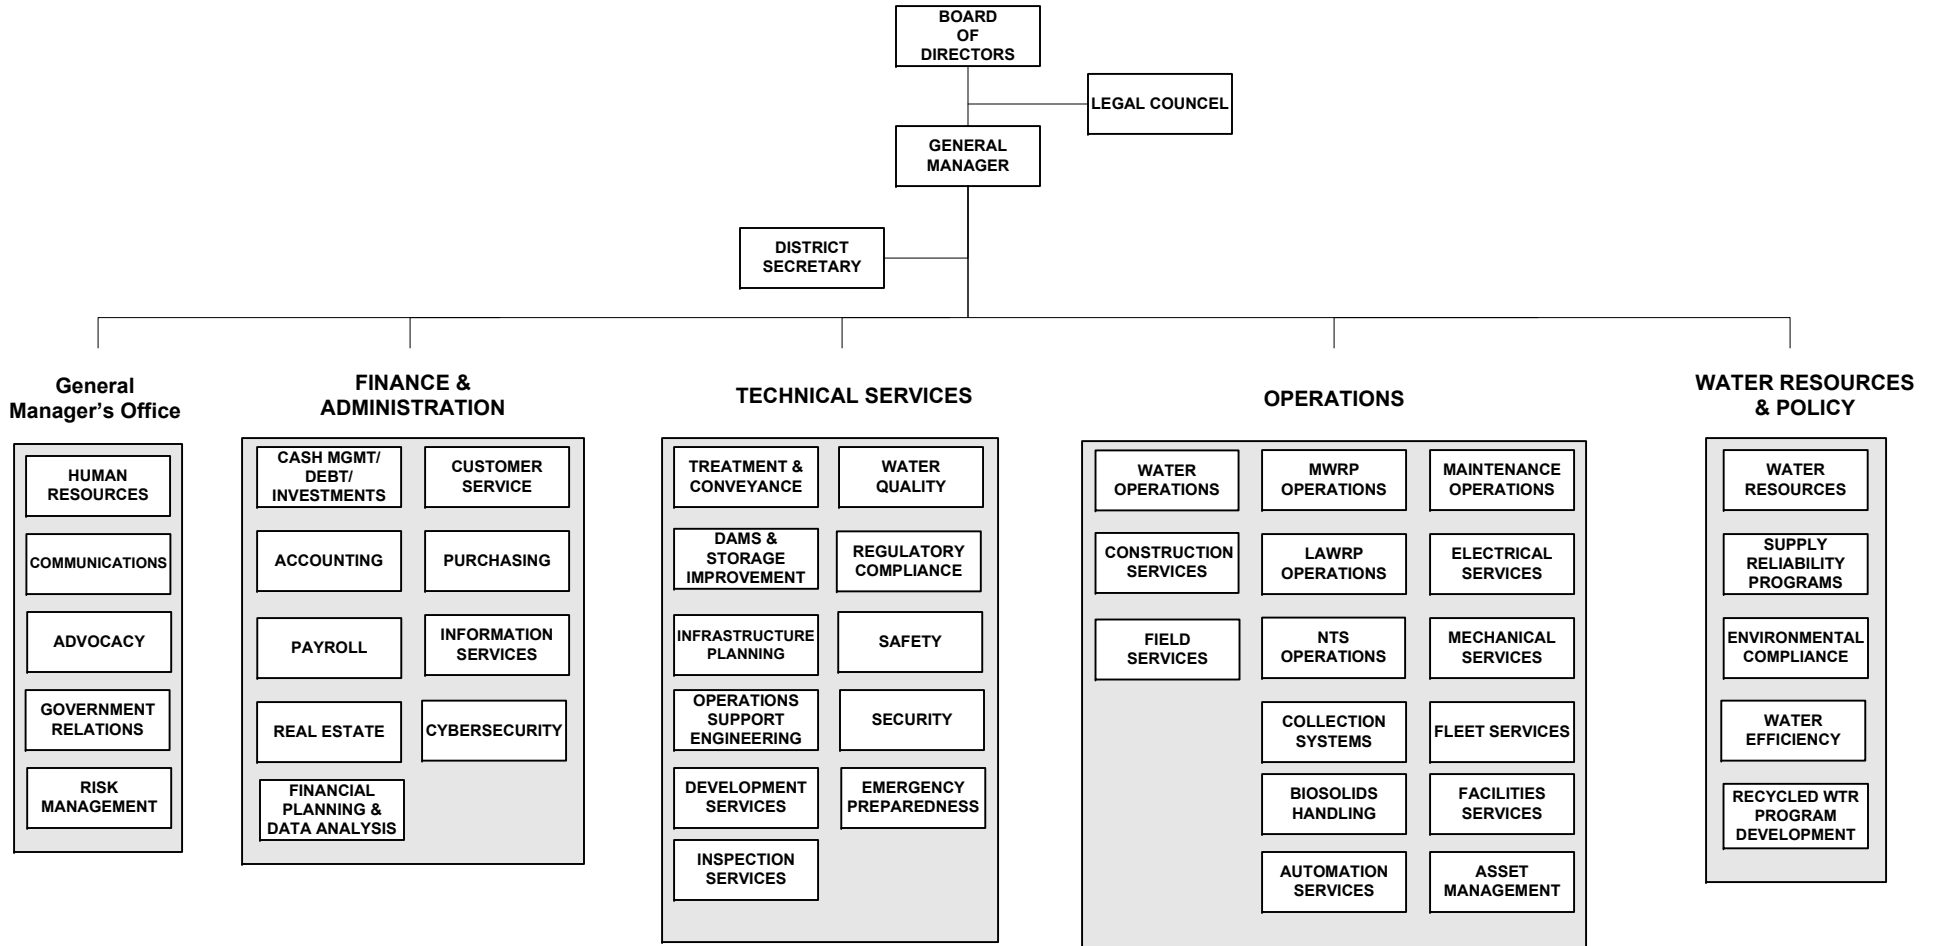 BOARD
OF
DIRECTORS
LEGAL COUNCEL
GENERAL
MANAGER
DISTRICT
SECRETARY
General
Manager’s Office
HUMAN
RESOURCES
COMMUNICATIONS
ADVOCACY
GOVERNMENT
RELATIONS
RISK
MANAGEMENT
FINANCE &
ADMINISTRATION
CASH MGMT/
DEBT/
INVESTMENTS
ACCOUNTING
PAYROLL
REAL ESTATE
FINANCIAL
PLANNING &
DATA ANALYSIS
CUSTOMER
SERVICE
PURCHASING
INFORMATION
SERVICES
CYBERSECURITY
TECHNICAL SERVICES
TREATMENT &
CONVEYANCE
DAMS &
STORAGE
IMPROVEMENT
INFRASTRUCTURE
PLANNING
OPERATIONS
SUPPORT
ENGINEERING
DEVELOPMENT
SERVICES
INSPECTION
SERVICES
WATER
QUALITY
REGULATORY
COMPLIANCE
SAFETY
SECURITY
EMERGENCY
PREPAREDNESS
OPERATIONS
WATER
OPERATIONS
CONSTRUCTION
SERVICES
FIELD
SERVICES
MWRP
OPERATIONS
LAWRP
OPERATIONS
NTS
OPERATIONS
COLLECTION
SYSTEMS
BIOSOLIDS
HANDLING
AUTOMATION
SERVICES
MAINTENANCE
OPERATIONS
ELECTRICAL
SERVICES
MECHANICAL
SERVICES
FLEET SERVICES
FACILITIES
SERVICES
ASSET
MANAGEMENT
WATER RESOURCES
& POLICY
WATER
RESOURCES
SUPPLY
RELIABILITY
PROGRAMS
ENVIRONMENTAL
COMPLIANCE
WATER
EFFICIENCY
RECYCLED WTR
PROGRAM
DEVELOPMENT